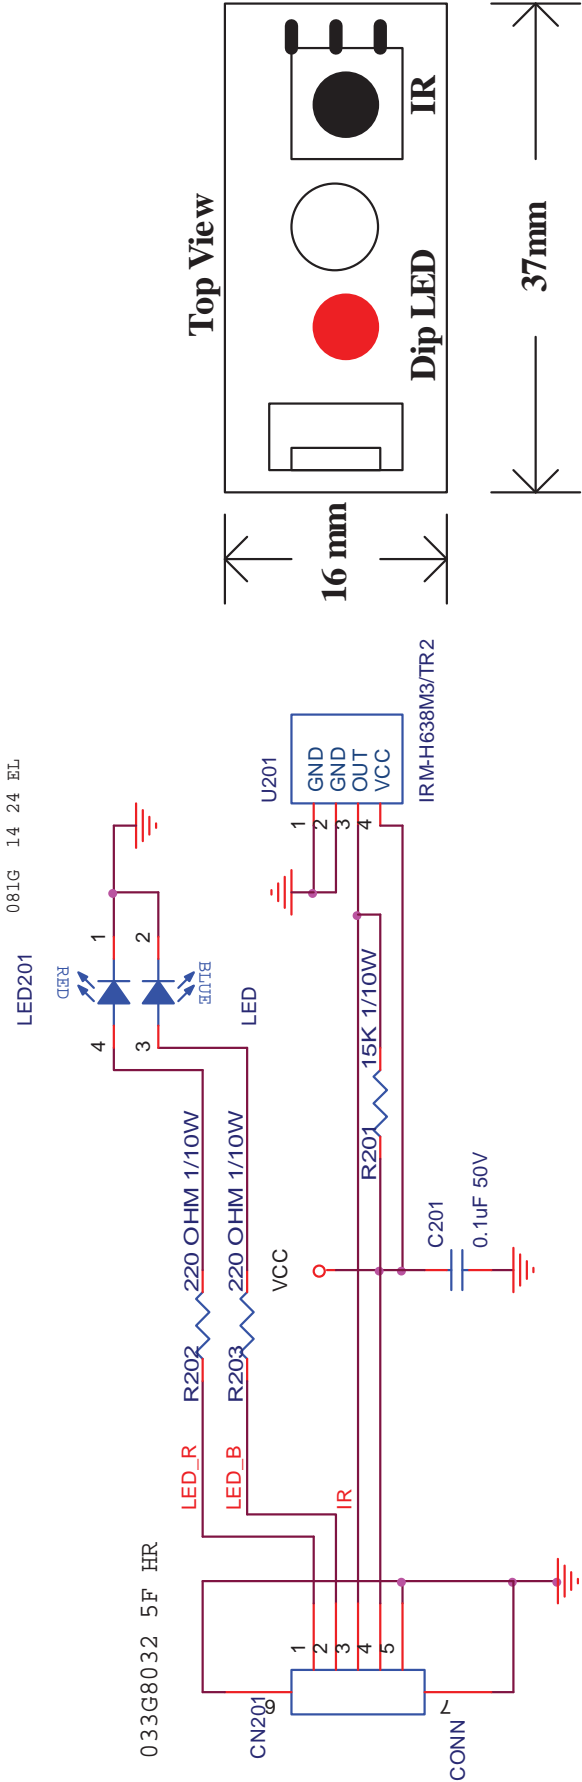 Top View
IR
Dip LED
37mm
16 mm
081G 14 24 EL
LED201
RED
BLUE
1
2
4
3
LED
U201
1
2
3
4
GND
GND
OUT
VCC
IRM-H638M3/TR2
220 OHM 1/10W
R202
220 OHM 1/10W
R203
VCC
15K 1/10W
R201
C201
0.1uF 50V
LED_R
LED_B
IR
033G8032 5F HR
1
2
3
4
5
CN201
6
7
CONN